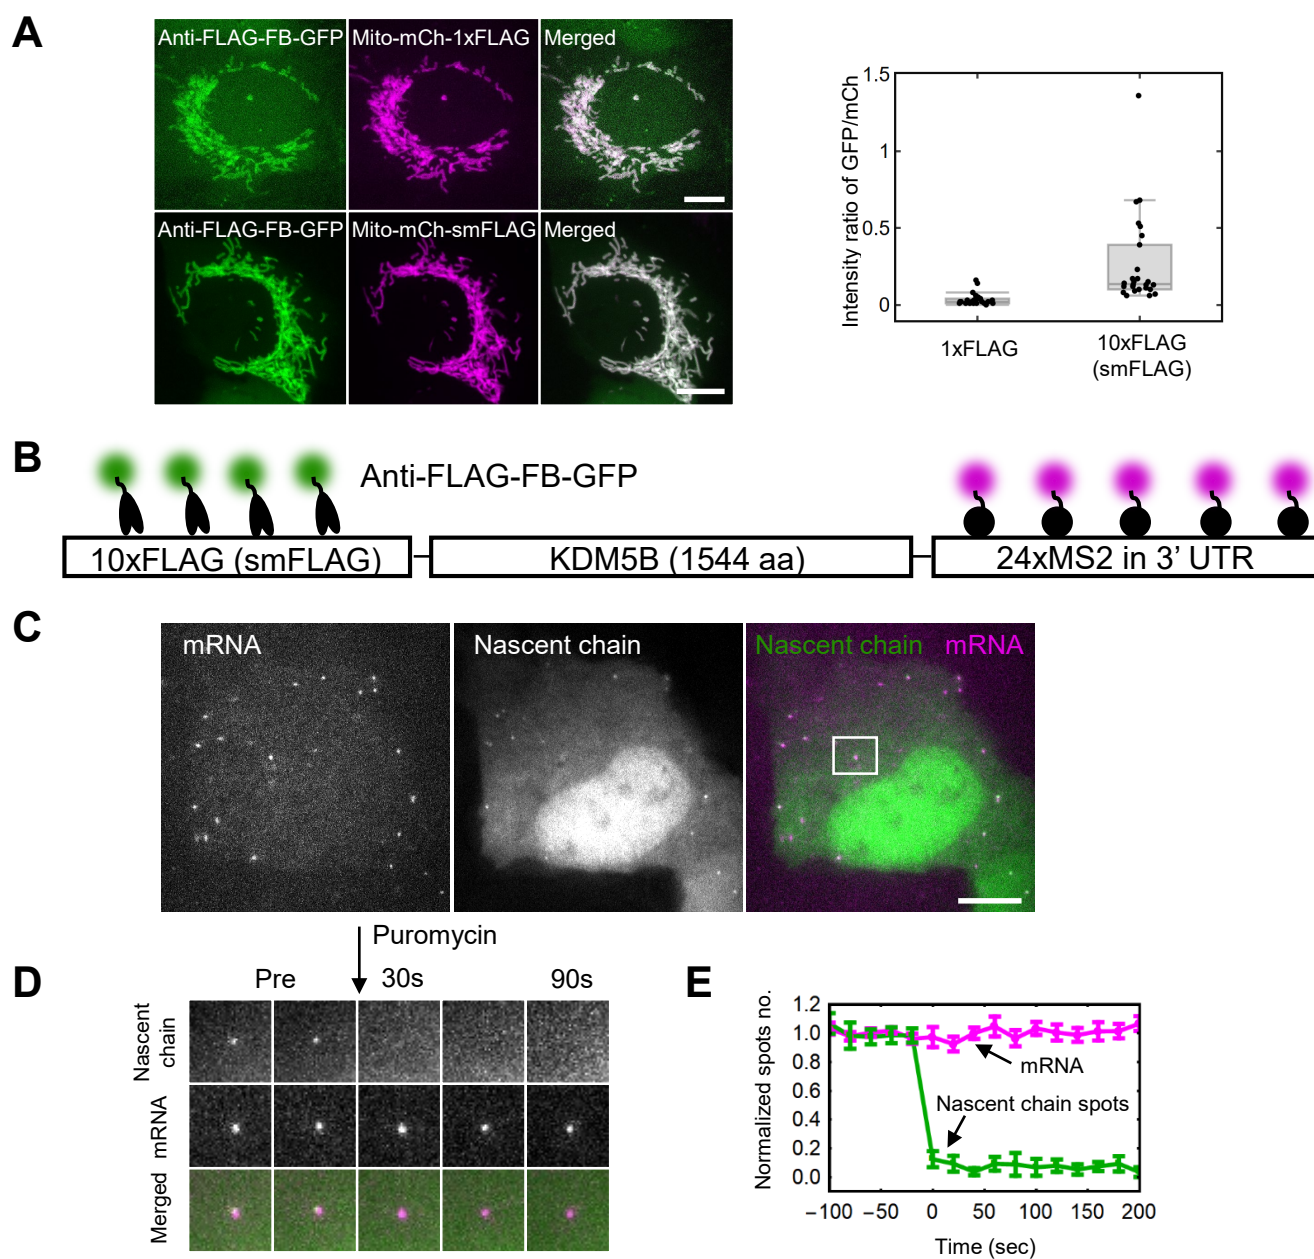 A
Anti-FLAG-FB-GFP
Mito-mCh-1xFLAG
Merged
Anti-FLAG-FB-GFP
Mito-mCh-smFLAG
Merged
Intensity ratio of GFP/mCh
1.5
1
0.5
0
1xFLAG
10xFLAG
(smFLAG)
B
Anti-FLAG-FB-GFP
10xFLAG (smFLAG)
KDM5B (1544 aa)
24xMS2 in 3’ UTR
C
mRNA
Nascent chain
Nascent chain
mRNA
Puromycin
D
Pre
30s
90s
Nascent
chain
mRNA
Merged
E
Normalized spots no.
1.2
1.0
0.8
0.6
0.4
0.2
0.0
mRNA
Nascent chain spots
−100
−50
0
50
100
150
200
Time (sec)